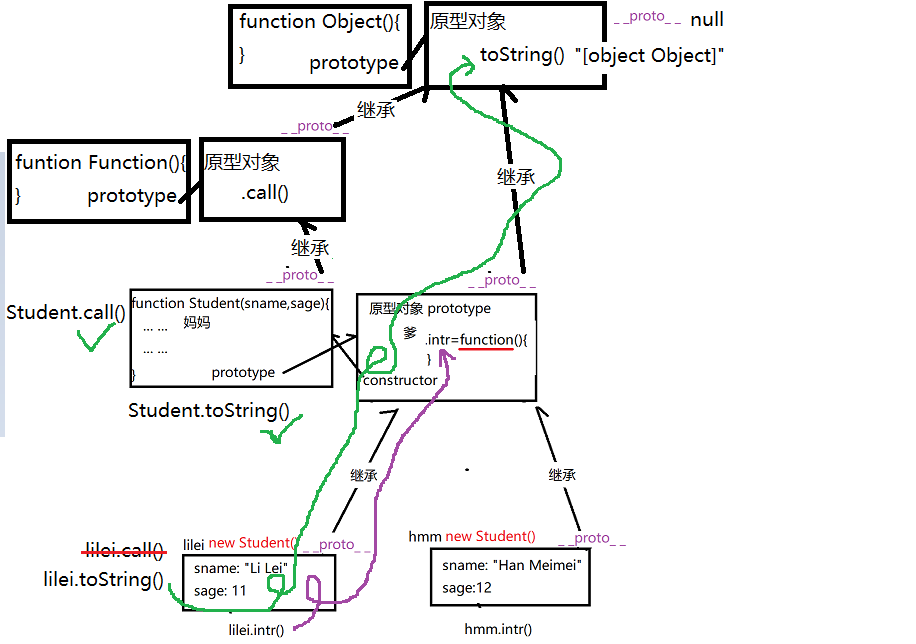 function Object(){
}
prototype
原型对象
toString() "[object Object]"
__proto__ null
继承
__proto__
funtion Function(){
}
prototype
原型对象
.call()
继承
继承
__proto__
__proto__
Student.call()
function Student(sname,sage){
... ... 妈妈
... ...
}
prototype
原型对象 prototype
爹 .intr=function(){
}
constructor
Student.toString()
继承
继承
lilei.call()
lilei.toString()
lilei new Student()
__proto__
sname: "Li Lei"
sage: 11
lilei.intr()
hmm new Student()
__proto__
sname: "Han Meimei"
sage:12
hmm.intr()